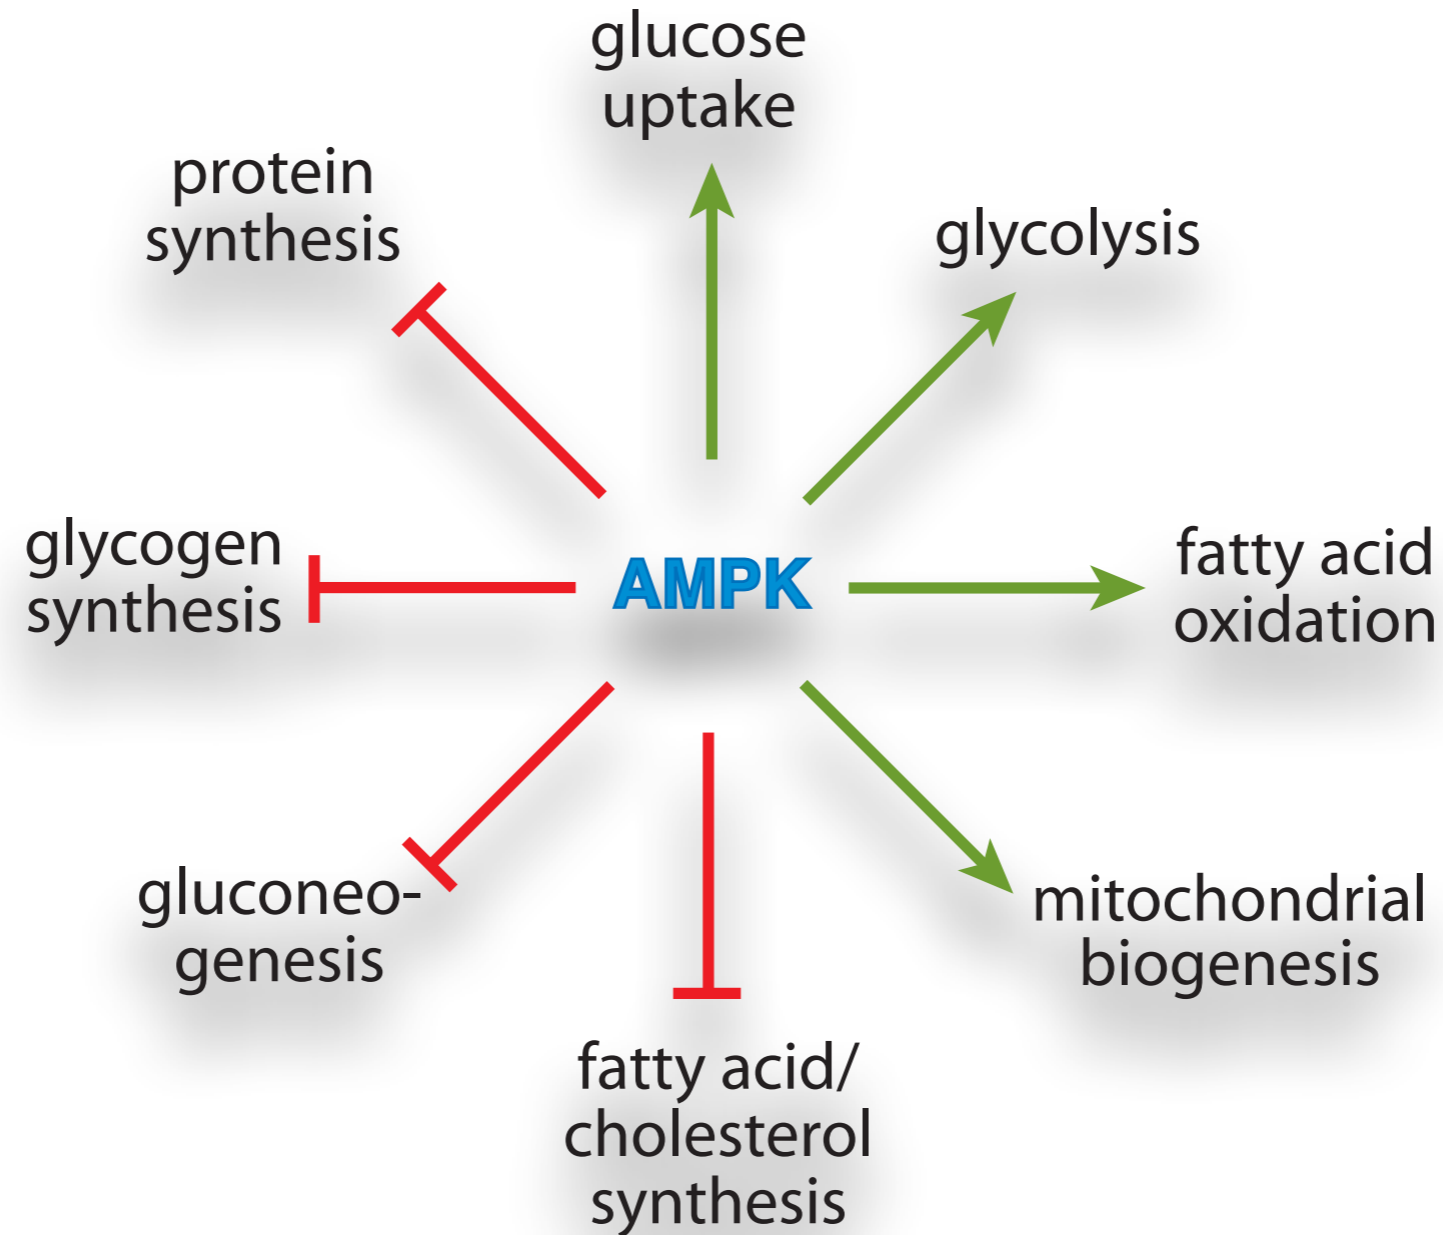 glucose
uptake
protein
synthesis
glycolysis
glycogen
synthesis
AMPK
fatty acid
oxidation
gluconeo-
genesis
mitochondrial
biogenesis
fatty acid/
cholesterol
synthesis